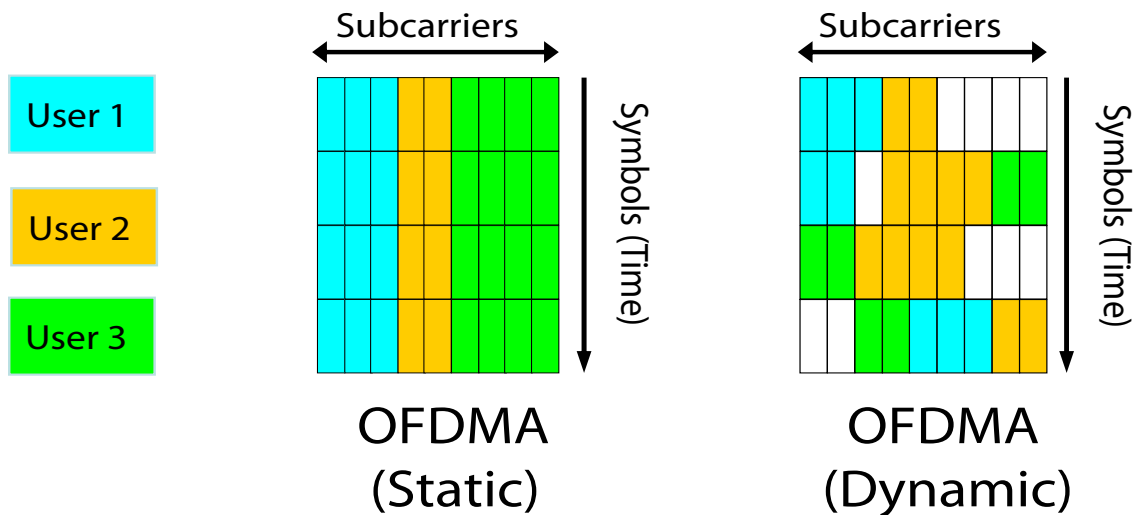 Subcarriers
Subcarriers
User 1
User 2
User 3
Symbols (Time)
Symbols (Time)
OFDMA
(Static)
OFDMA
(Dynamic)